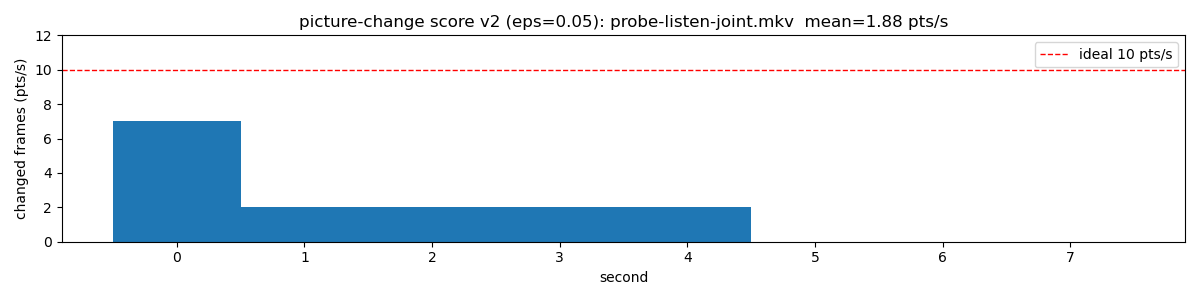 picture-change score v2 (eps=0.05): probe-listen-joint.mkv  mean=1.88 pts/s
12
10
8
6
4
2
0
changed frames (pts/s)
ideal 10 pts/s
0 1 2 3 4 5 6 7
second